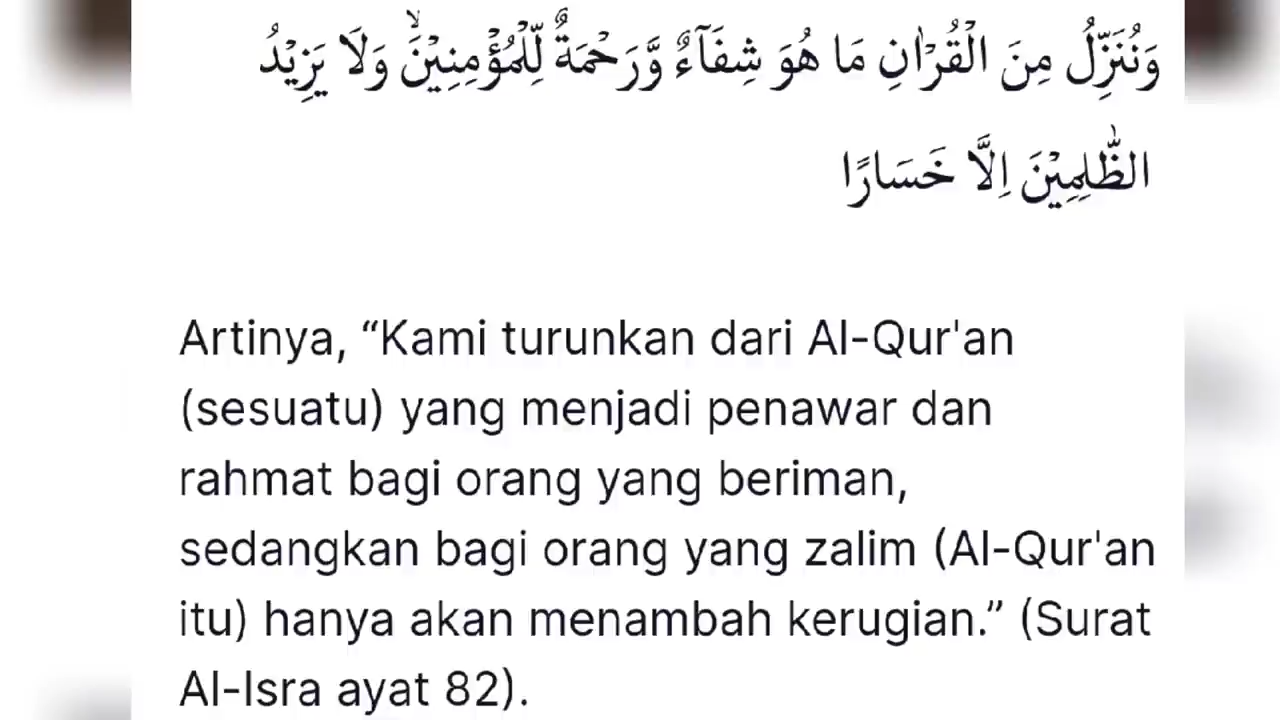 وَنُنَزِّلُ مِنَ الْقُرْاٰنِ مَا هُوَ شِفَاۤءٌ وَّرَحْمَةٌ لِّلْمُؤْمِنِيْنَۙ وَلَا يَزِيْدُ
الظّٰلِمِيْنَ اِلَّا خَسَارًا
Artinya, “Kami turunkan dari Al-Qur'an
(sesuatu) yang menjadi penawar dan
rahmat bagi orang yang beriman,
sedangkan bagi orang yang zalim (Al-Qur'an
itu) hanya akan menambah kerugian.” (Surat
Al-Isra ayat 82).